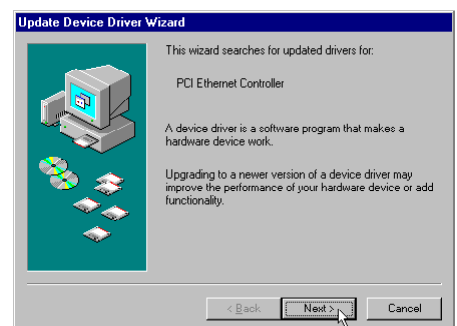 Update Device Driver Wizard
This wizard searches for updated drivers for:
PCI Ethernet Controller
A device driver is a software program that makes a
hardware device work.
Upgrading to a newer version of a device driver may
improve the performance of your hardware device or add
functionality.
< Back
Next >
Cancel